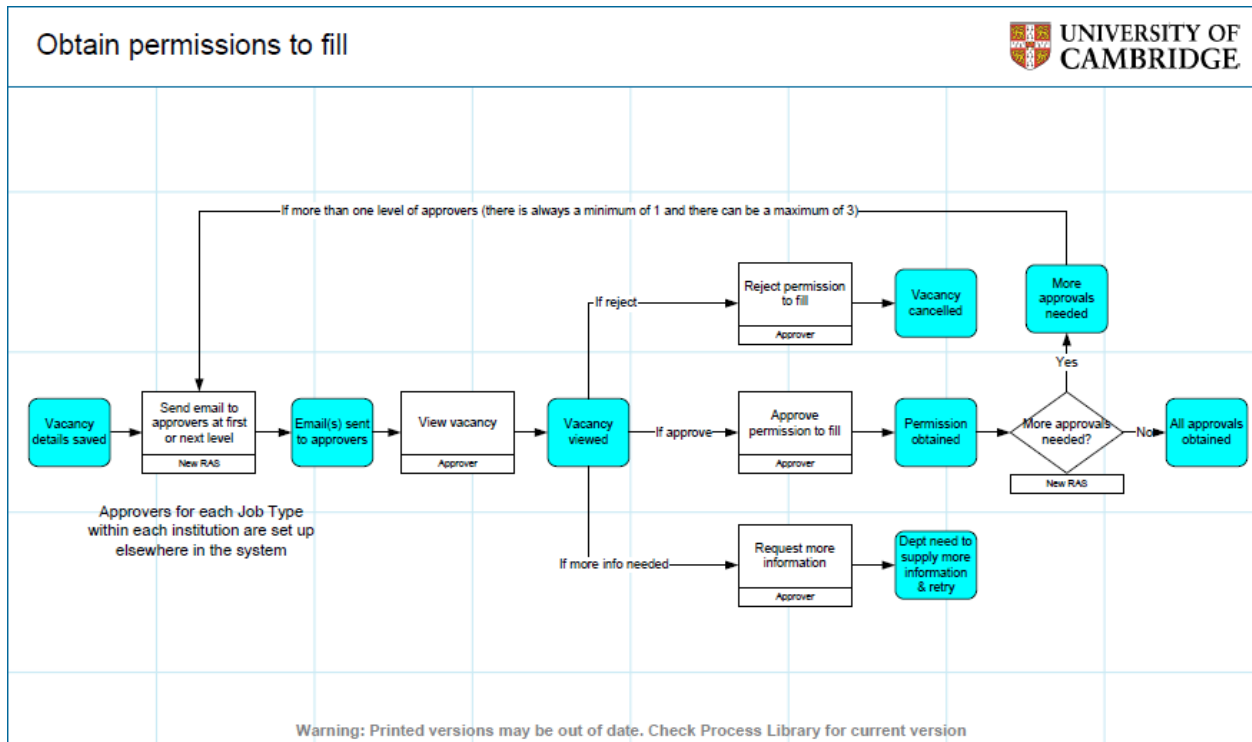 Obtain permissions to fill
UNIVERSITY OF
CAMBRIDGE
If more than one level of approvers (there is always a minimum of 1 and there can be a maximum of 3)
If reject
Reject permission
to fill
Approver
Vacancy
cancelled
More
approvals
needed
Yes
Vacancy
details saved
Send email to
approvers at first
or next level
New RAS
Email(s) sent
to approvers
View vacancy
Approver
Vacancy
viewed
If approve
Approve
permission to fill
Approver
Permission
obtained
More approvals
needed?
New RAS
No
All approvals
obtained
Approvers for each Job Type
within each institution are set up
elsewhere in the system
If more info needed
Request more
information
Approver
Dept need to
supply more
information
& retry
Warning: Printed versions may be out of date. Check Process Library for current version